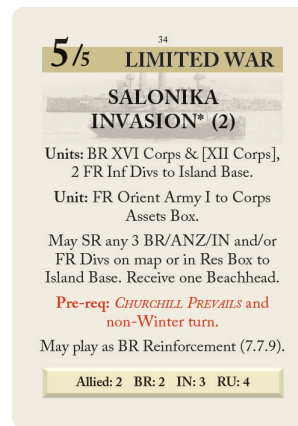 34
5/5 LIMITED WAR
SALONIKA
INVASION* (2)
Units: BR XVI Corps & [XII Corps],
2 FR Inf Divs to Island Base.
Unit: FR Orient Army I to Corps
Assets Box.
May SR any 3 BR/ANZ/IN and/or
FR Divs on map or in Res Box to
Island Base. Receive one Beachhead.
Pre-req: CHURCHILL PREVAILS and
non-Winter turn.
May play as BR Reinforcement (7.7.9).
Allied: 2 BR: 2 IN: 3 RU: 4